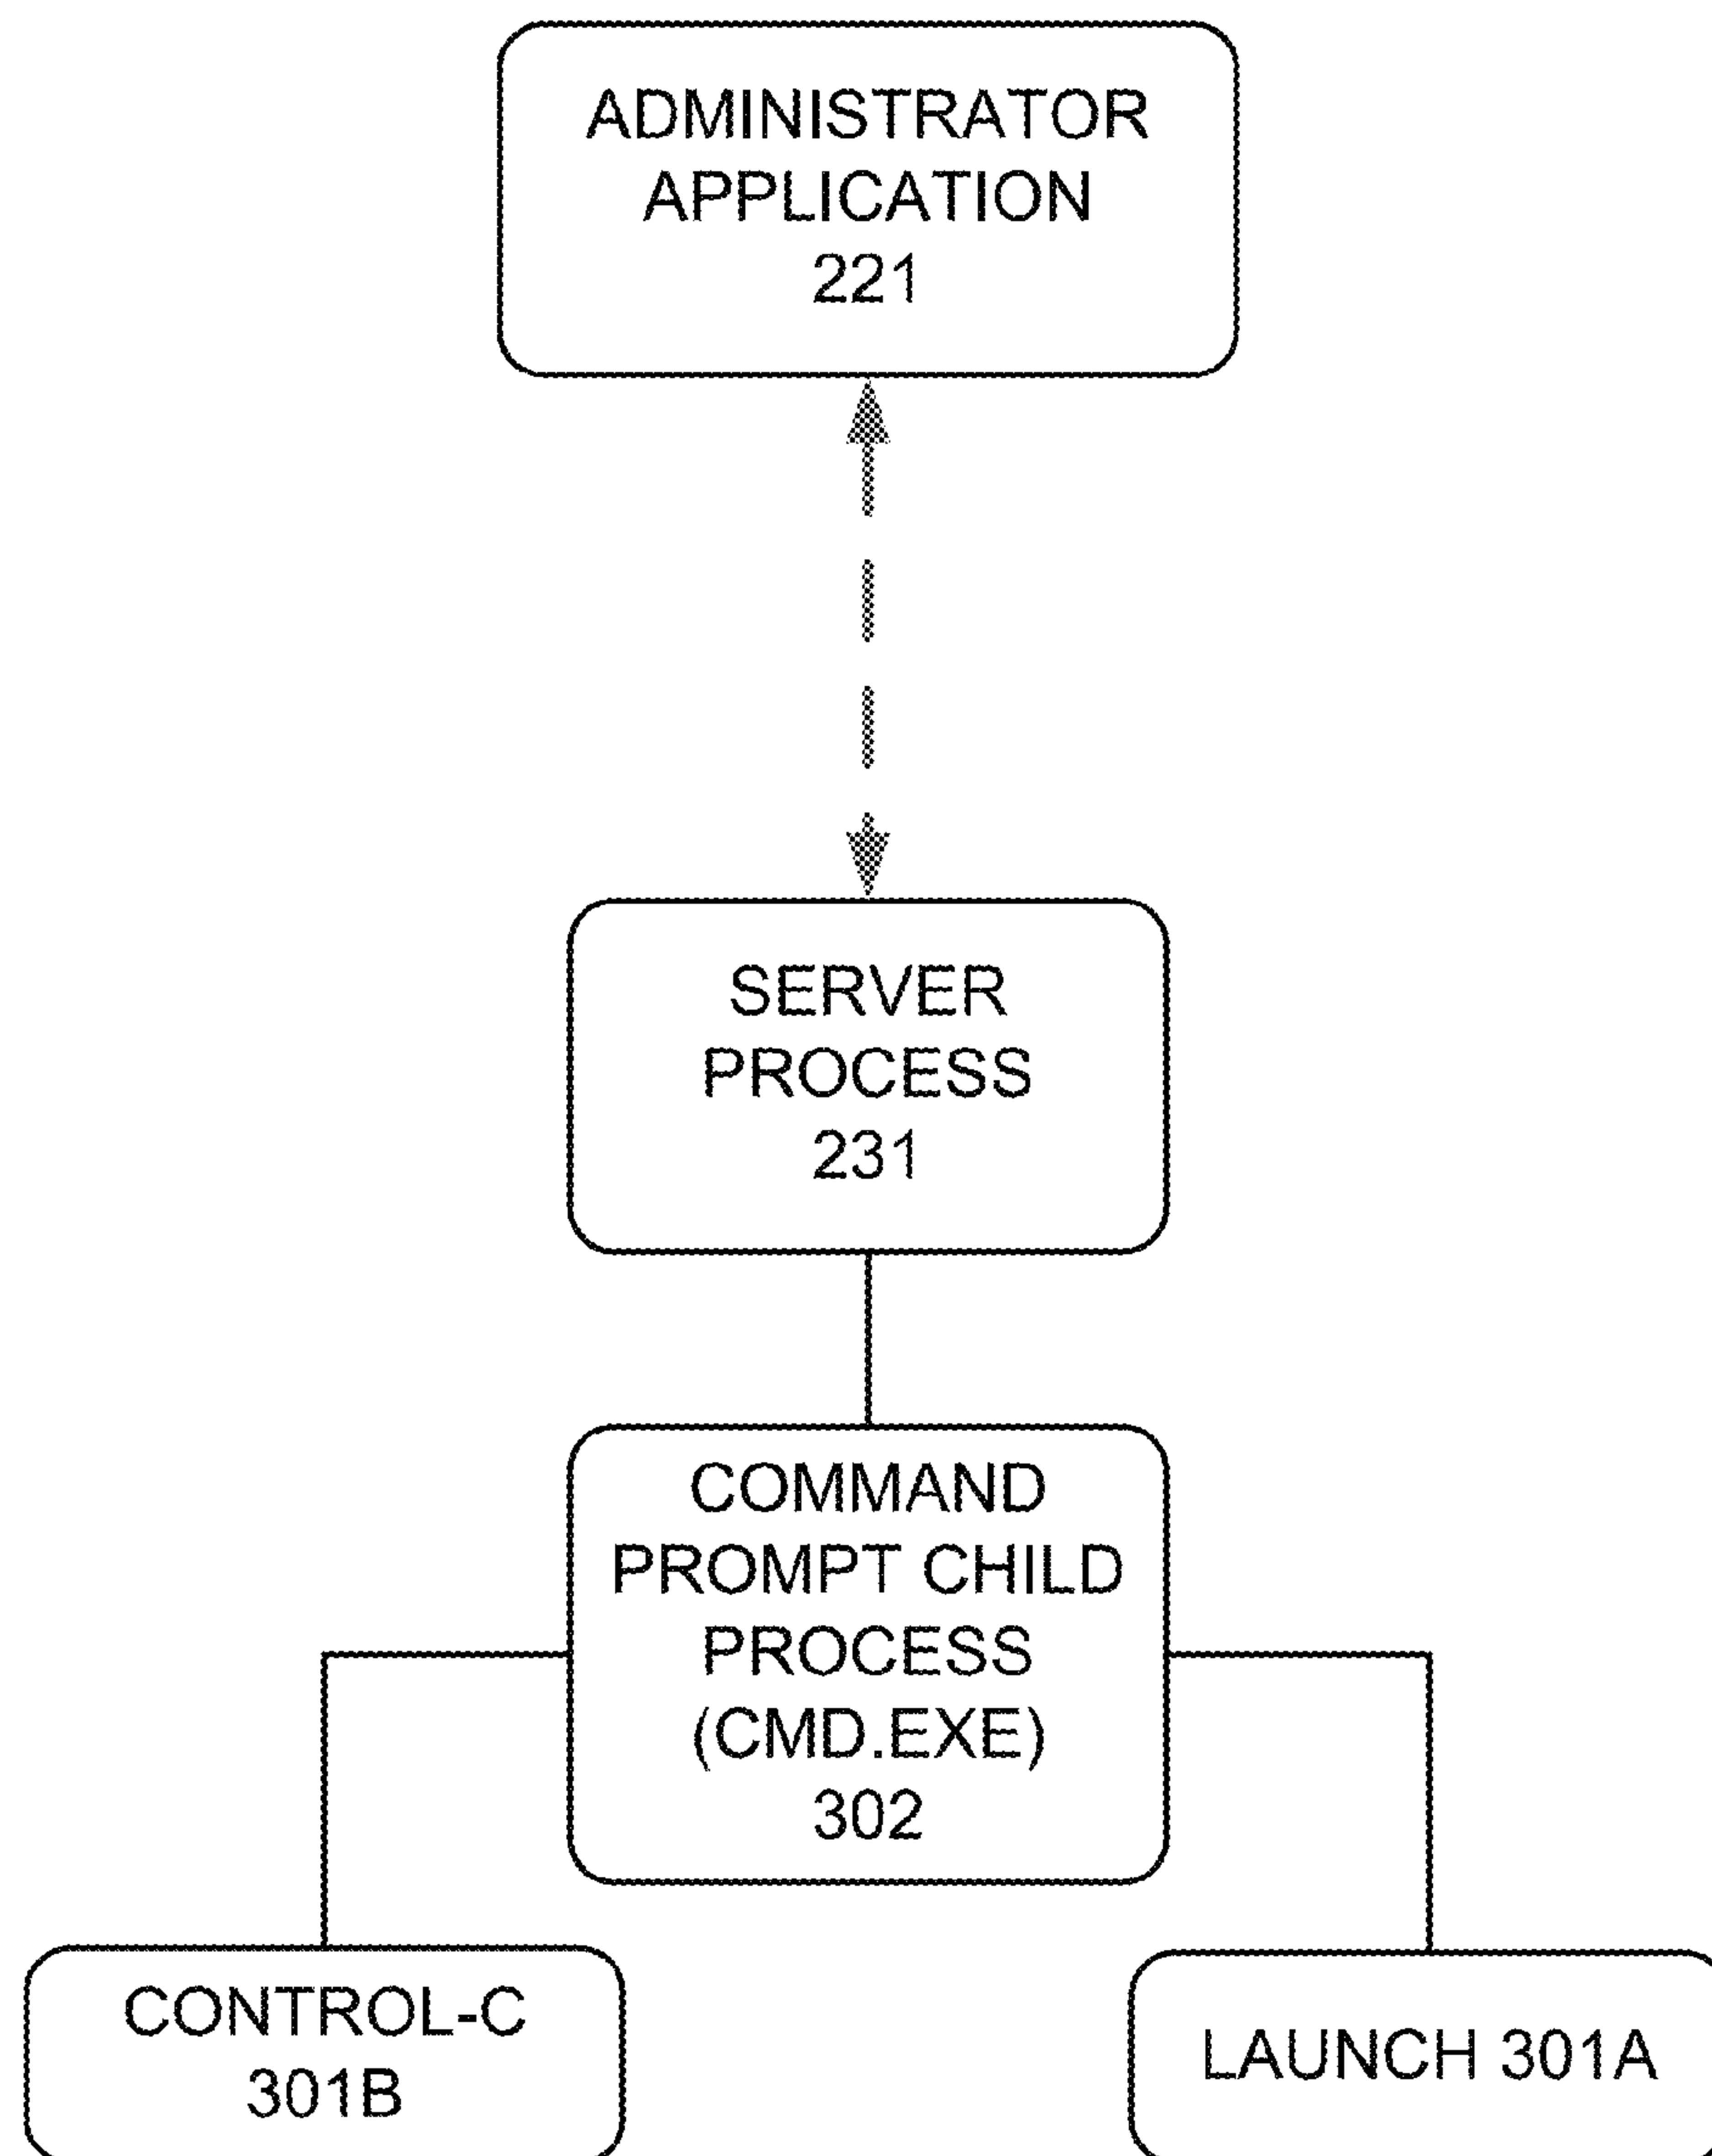 ADMINISTRATOR
APPLICATION
221
SERVER
PROCESS
231
COMMAND
PROMPT CHILD
PROCESS
(CMD.EXE)
302
CONTROL-C
301B
LAUNCH 301A